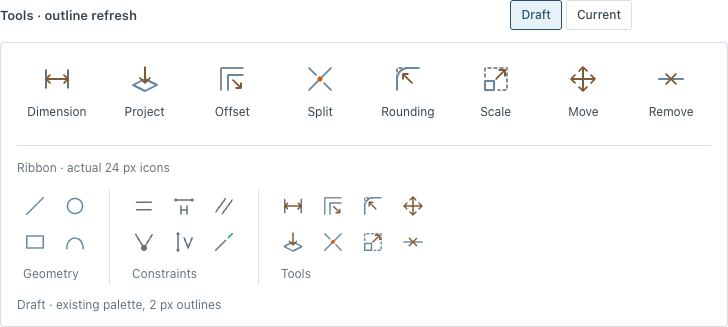 Tools · outline refresh
Draft Current
Dimension Project Offset Split Rounding Scale Move Remove
Ribbon · actual 24 px icons
Geometry Constraints Tools
Draft · existing palette, 2 px outlines